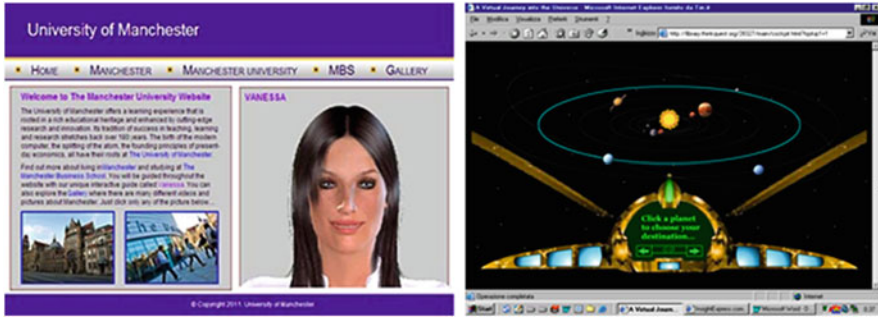 University of Manchester
HOME MANCHESTER MANCHESTER UNIVERSITY MBS GALLERY
Welcome to The Manchester University Website
The University of Manchester offers a learning experience that is
rooted in a rich educational heritage and enhanced by cutting-edge
research and innovation. Its tradition of success in teaching, learning
and research stretches back over 180 years. The birth of the modern
computer, the splitting of the atom, the founding principles of present-
day economics, all have their roots at The University of Manchester.
Find out more about living in Manchester and studying at The
Manchester Business School. You will be guided throughout the
website with our unique interactive guide called Vanessa. You can
also explore the Gallery where there are many different videos and
pictures about Manchester. Just click only any of the picture below...
VANESSA
© Copyright 2011. University of Manchester
A Virtual Journey into the Universe - Microsoft Internet Explorer fornito da
File Modifica Visualizza Preferiti Strumenti ?
Indirizzo
Click a planet
to choose your
destination...
Operazione completata
Internet
Start
A Virtual Journ...
InsightExpress.com
Microsoft Word